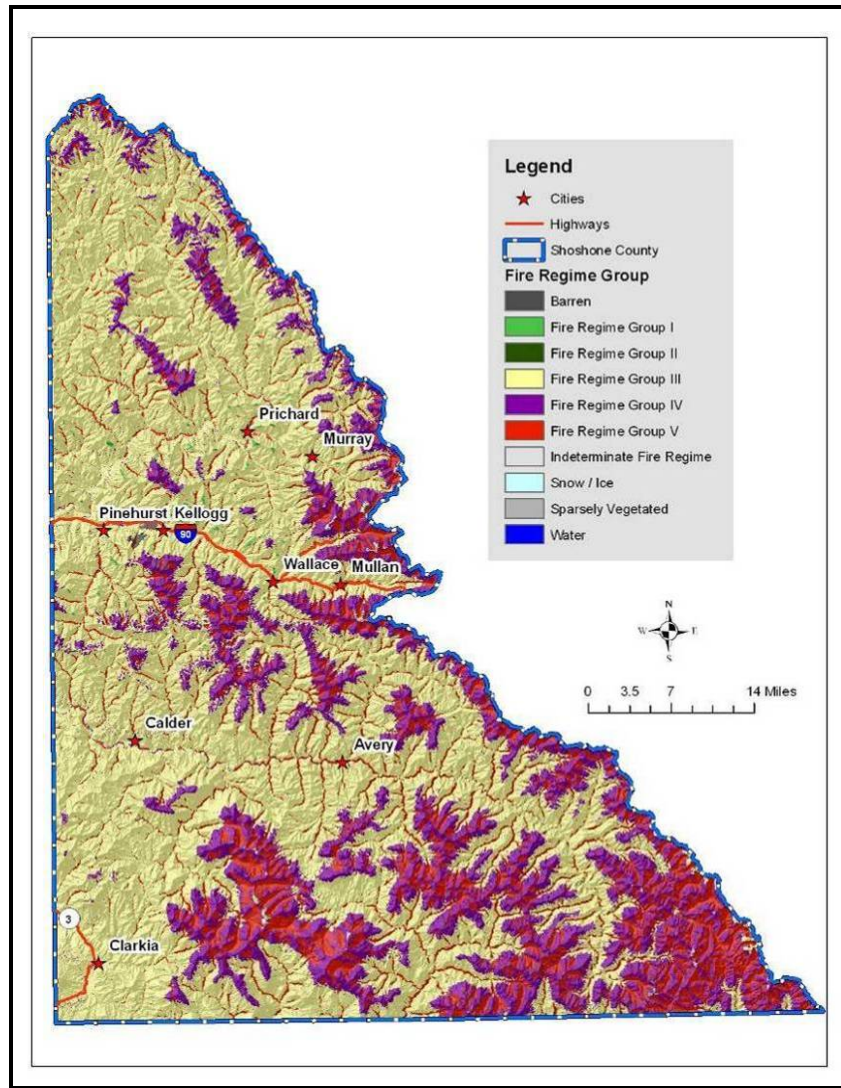 Legend
Cities
Highways
Shoshone County
Fire Regime Group
Barren
Fire Regime Group I
Fire Regime Group II
Fire Regime Group III
Fire Regime Group IV
Fire Regime Group V
Indeterminate Fire Regime
Snow / Ice
Sparsely Vegetated
Water
Prichard
Murray
Pinehurst Kellogg
90
Wallace
Mullan
N
W E
S
0 3.5 7 14 Miles
Calder
Avery
3
Clarkia